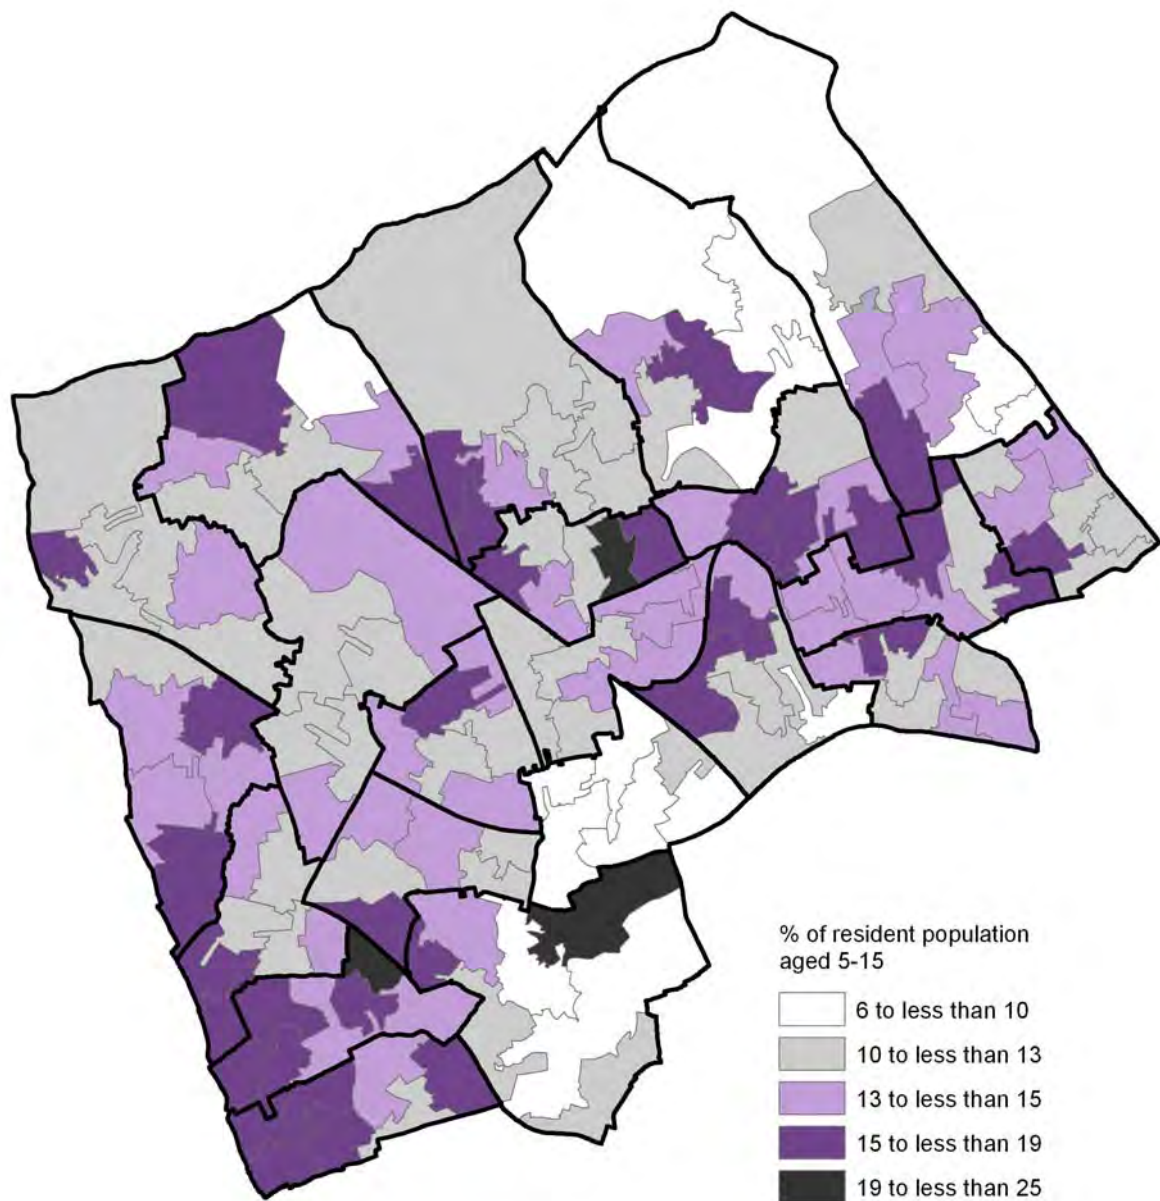 % of resident population
aged 5-15
6 to less than 10
10 to less than 13
13 to less than 15
15 to less than 19
19 to less than 25